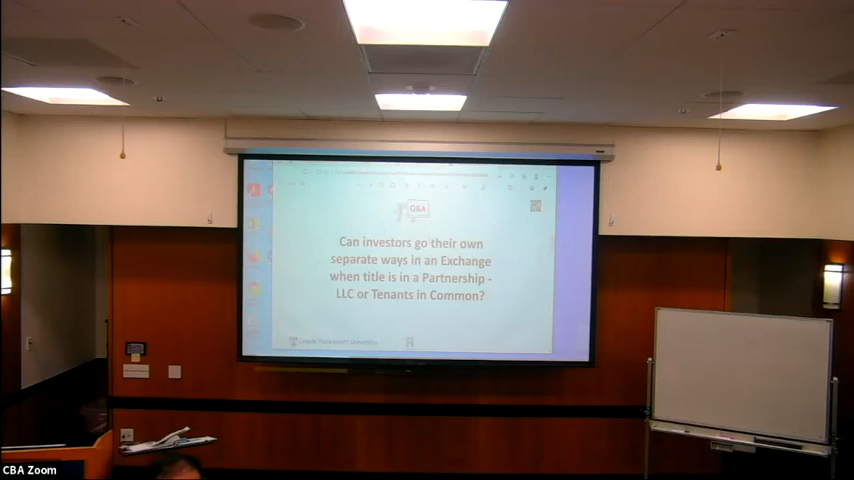 Q&A
Can investors go their own
separate ways in an Exchange
when title is in a Partnership -
LLC or Tenants in Common?
Loyola Marymount University
CBA Zoom